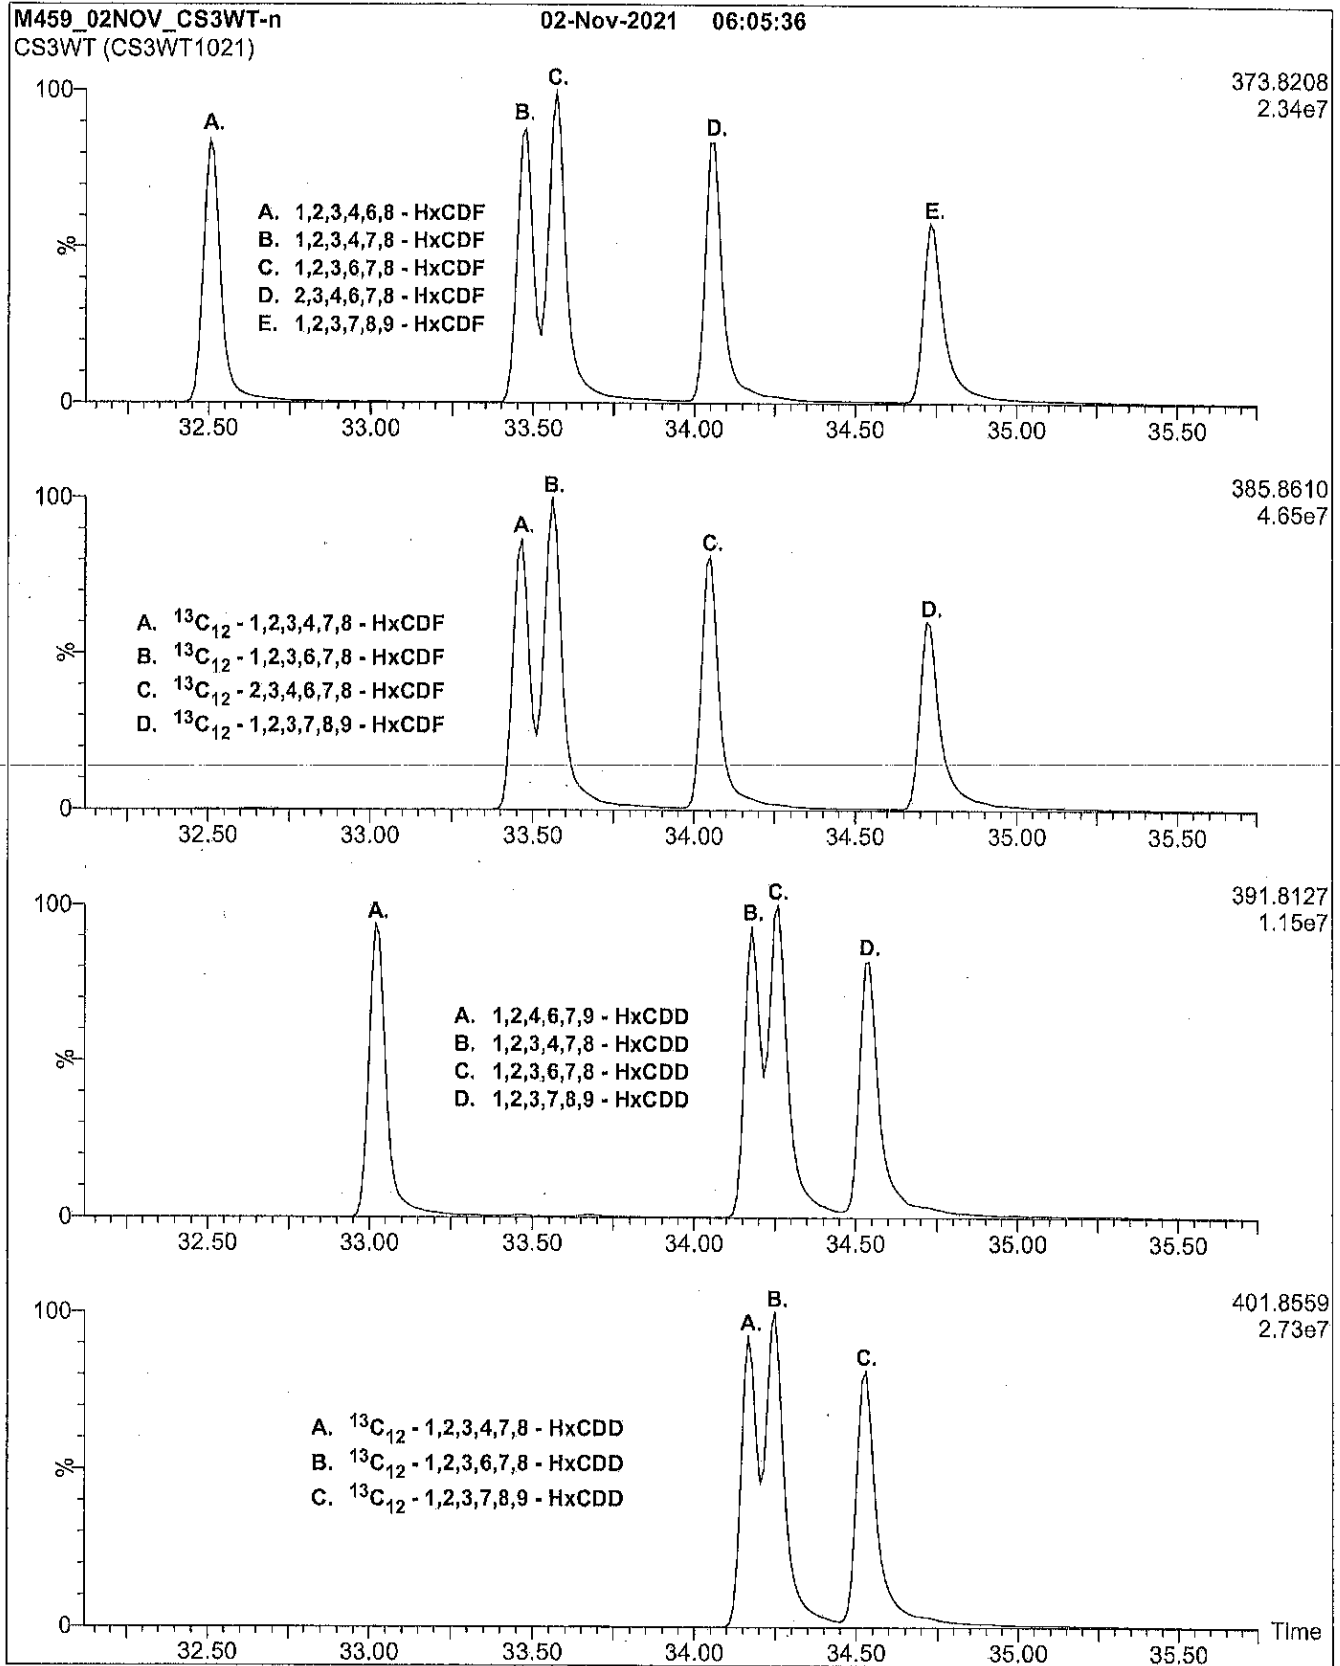 M459_02NOV_CS3WT-n 02-Nov-2021 06:05:36
CS3WT (CS3WT1021)
373.8208
2.34e7
100
%
0
A.
B.
C.
D.
E.
A. 1,2,3,4,6,8 - HxCDF
B. 1,2,3,4,7,8 - HxCDF
C. 1,2,3,6,7,8 - HxCDF
D. 2,3,4,6,7,8 - HxCDF
E. 1,2,3,7,8,9 - HxCDF
32.50 33.00 33.50 34.00 34.50 35.00 35.50
385.8610
4.65e7
100
%
0
A.
B.
C.
D.
A. ¹³C₁₂ - 1,2,3,4,7,8 - HxCDF
B. ¹³C₁₂ - 1,2,3,6,7,8 - HxCDF
C. ¹³C₁₂ - 2,3,4,6,7,8 - HxCDF
D. ¹³C₁₂ - 1,2,3,7,8,9 - HxCDF
32.50 33.00 33.50 34.00 34.50 35.00 35.50
391.8127
1.15e7
100
%
0
A.
B.
C.
D.
A. 1,2,4,6,7,9 - HxCDD
B. 1,2,3,4,7,8 - HxCDD
C. 1,2,3,6,7,8 - HxCDD
D. 1,2,3,7,8,9 - HxCDD
32.50 33.00 33.50 34.00 34.50 35.00 35.50
401.8559
2.73e7
100
%
0
A.
B.
C.
A. ¹³C₁₂ - 1,2,3,4,7,8 - HxCDD
B. ¹³C₁₂ - 1,2,3,6,7,8 - HxCDD
C. ¹³C₁₂ - 1,2,3,7,8,9 - HxCDD
32.50 33.00 33.50 34.00 34.50 35.00 35.50 Time